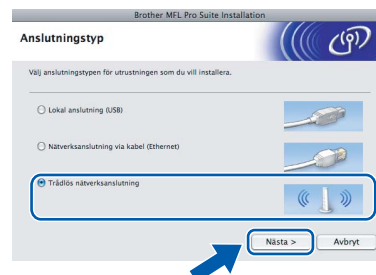 Brother MFL Pro Suite Installation
Anslutningstyp
Välj anslutningstypen för utrustningen som du vill installera.
Lokal anslutning (USB)
Nätverksanslutning via kabel (Ethernet)
Trådlös nätverksanslutning
Nästa >
Avbryt